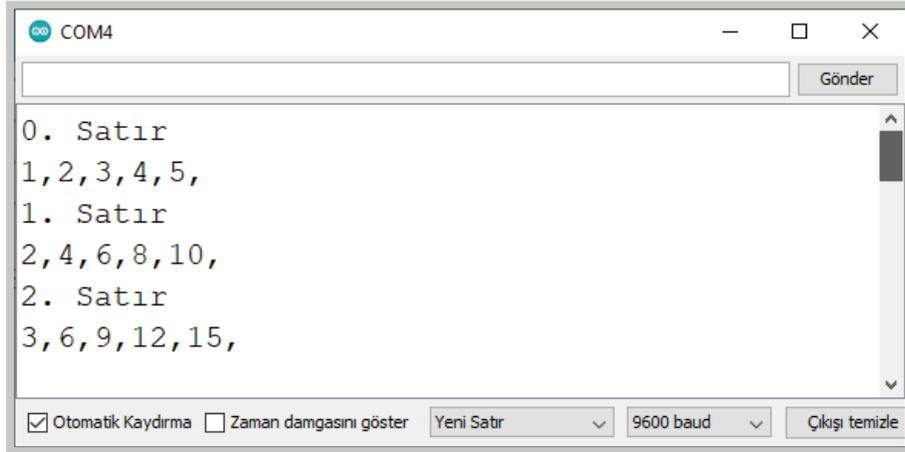 COM4
Gönder
0. Satır
1,2,3,4,5,
1. Satır
2,4,6,8,10,
2. Satır
3,6,9,12,15,
Otomatik Kaydırma Zaman damgasını göster Yeni Satır 9600 baud Çıkışı temizle